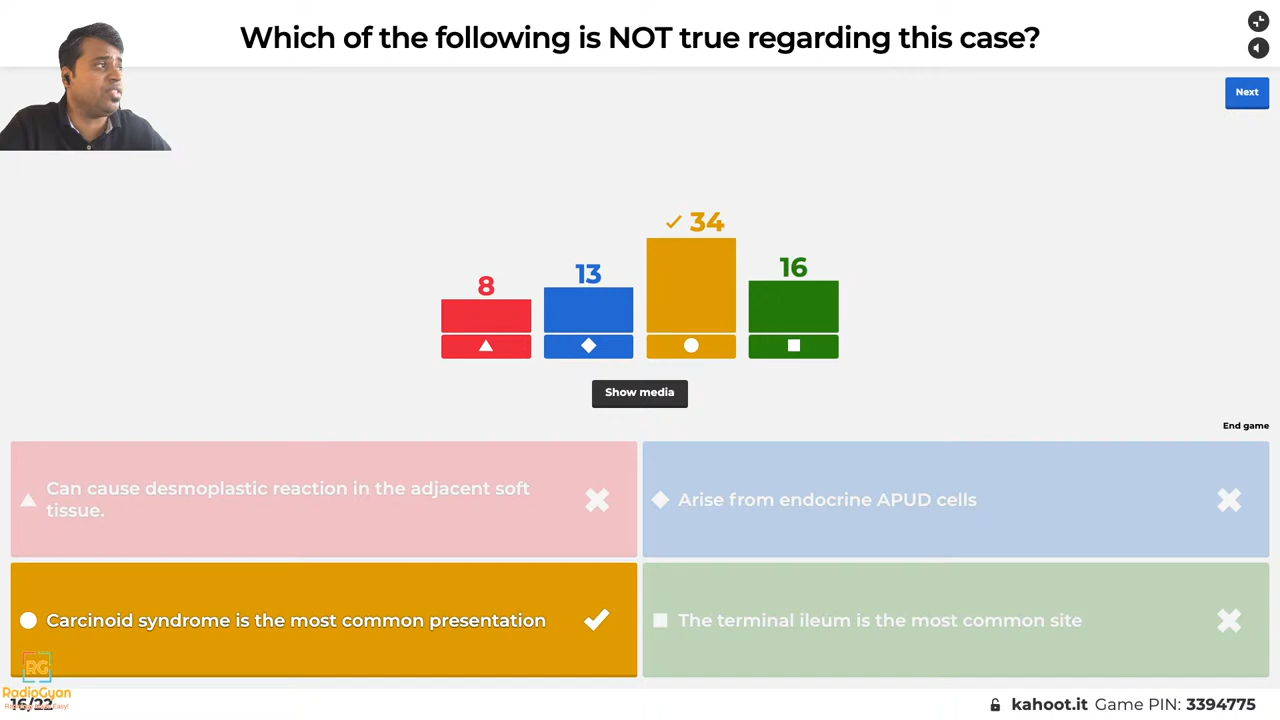 Which of the following is NOT true regarding this case?
Next
8
13
34
16
Show media
End game
Can cause desmoplastic reaction in the adjacent soft
tissue.
Arise from endocrine APUD cells
Carcinoid syndrome is the most common presentation
The terminal ileum is the most common site
RG
RadioGyan
16/22
kahoot.it Game PIN: 3394775